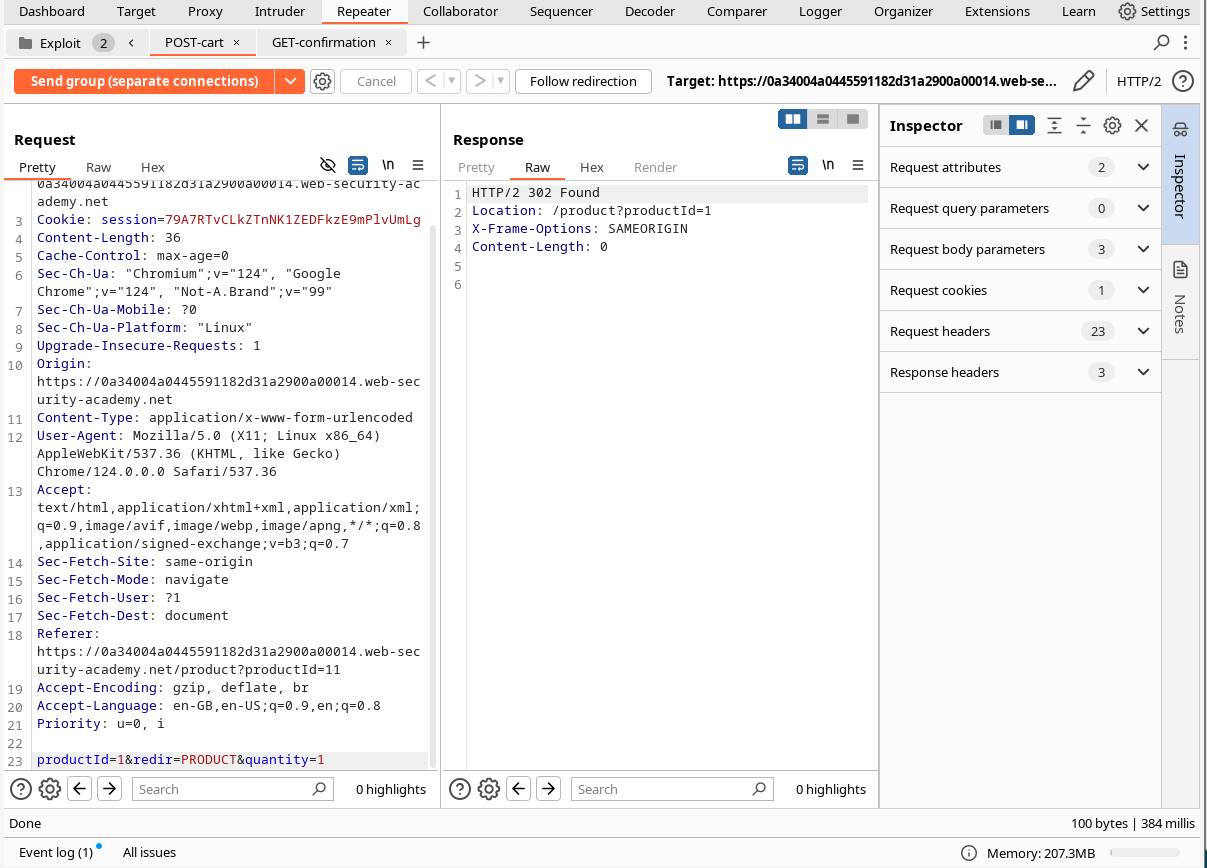 Dashboard Target Proxy Intruder Repeater Collaborator Sequencer Decoder Comparer Logger Organizer Extensions Learn Settings
Exploit 2 POST-cart × GET-confirmation × +
Send group (separate connections) Cancel < > Follow redirection Target: https://0a34004a0445591182d31a2900a00014.web-se... HTTP/2
Request
Pretty Raw Hex \n
0a34004a0445591182d31a2900a00014.web-security-ac
ademy.net
3 Cookie: session=79A7RTvCLkZTnNK1ZEDFkzE9mPlvUmLg
4 Content-Length: 36
5 Cache-Control: max-age=0
6 Sec-Ch-Ua: "Chromium";v="124", "Google
Chrome";v="124", "Not-A.Brand";v="99"
7 Sec-Ch-Ua-Mobile: ?0
8 Sec-Ch-Ua-Platform: "Linux"
9 Upgrade-Insecure-Requests: 1
10 Origin:
https://0a34004a0445591182d31a2900a00014.web-sec
urity-academy.net
11 Content-Type: application/x-www-form-urlencoded
12 User-Agent: Mozilla/5.0 (X11; Linux x86_64)
AppleWebKit/537.36 (KHTML, like Gecko)
Chrome/124.0.0.0 Safari/537.36
13 Accept:
text/html,application/xhtml+xml,application/xml;
q=0.9,image/avif,image/webp,image/apng,*/*;q=0.8
,application/signed-exchange;v=b3;q=0.7
14 Sec-Fetch-Site: same-origin
15 Sec-Fetch-Mode: navigate
16 Sec-Fetch-User: ?1
17 Sec-Fetch-Dest: document
18 Referer:
https://0a34004a0445591182d31a2900a00014.web-sec
urity-academy.net/product?productId=11
19 Accept-Encoding: gzip, deflate, br
20 Accept-Language: en-GB,en-US;q=0.9,en;q=0.8
21 Priority: u=0, i
22
23 productId=1&redir=PRODUCT&quantity=1
Search 0 highlights
Response
Pretty Raw Hex Render \n
1 HTTP/2 302 Found
2 Location: /product?productId=1
3 X-Frame-Options: SAMEORIGIN
4 Content-Length: 0
5
6
Search 0 highlights
Inspector
Request attributes 2
Request query parameters 0
Request body parameters 3
Request cookies 1
Request headers 23
Response headers 3
Inspector
Notes
Done 100 bytes | 384 millis
Event log (1) All issues Memory: 207.3MB